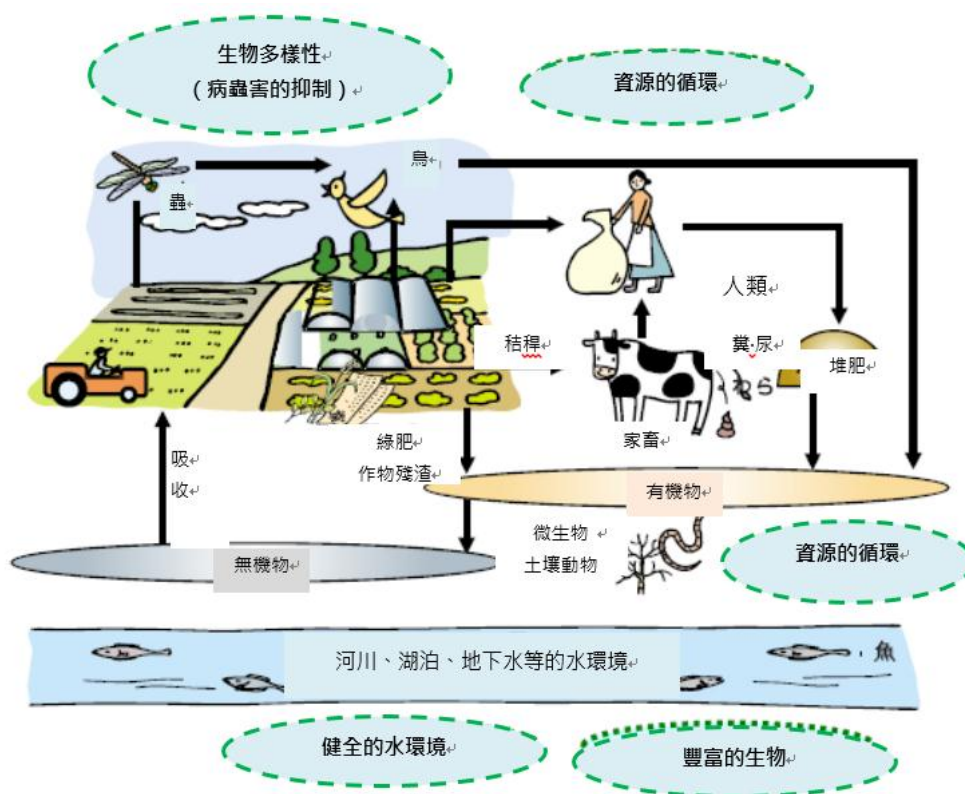 生物多樣性
（病蟲害的抑制）
資源的循環
鳥
蟲
人類
秸稈
糞·尿
堆肥
わら
綠肥
作物殘渣
家畜
吸
收
有機物
微生物
土壤動物
無機物
資源的循環
河川、湖泊、地下水等的水環境
魚
健全的水環境
豐富的生物